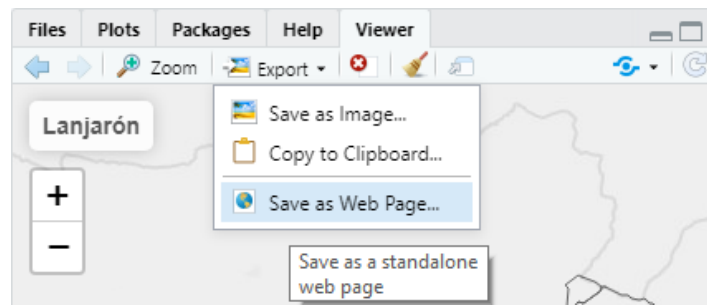 Files Plots Packages Help Viewer
Zoom Export
Lanjarón
Save as Image...
Copy to Clipboard...
+
Save as Web Page...
−
Save as a standalone
web page